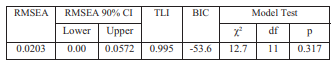 RMSEA RMSEA 90% CI TLI BIC Model Test
Lower Upper χ² df p
0.0203 0.00 0.0572 0.995 -53.6 12.7 11 0.317